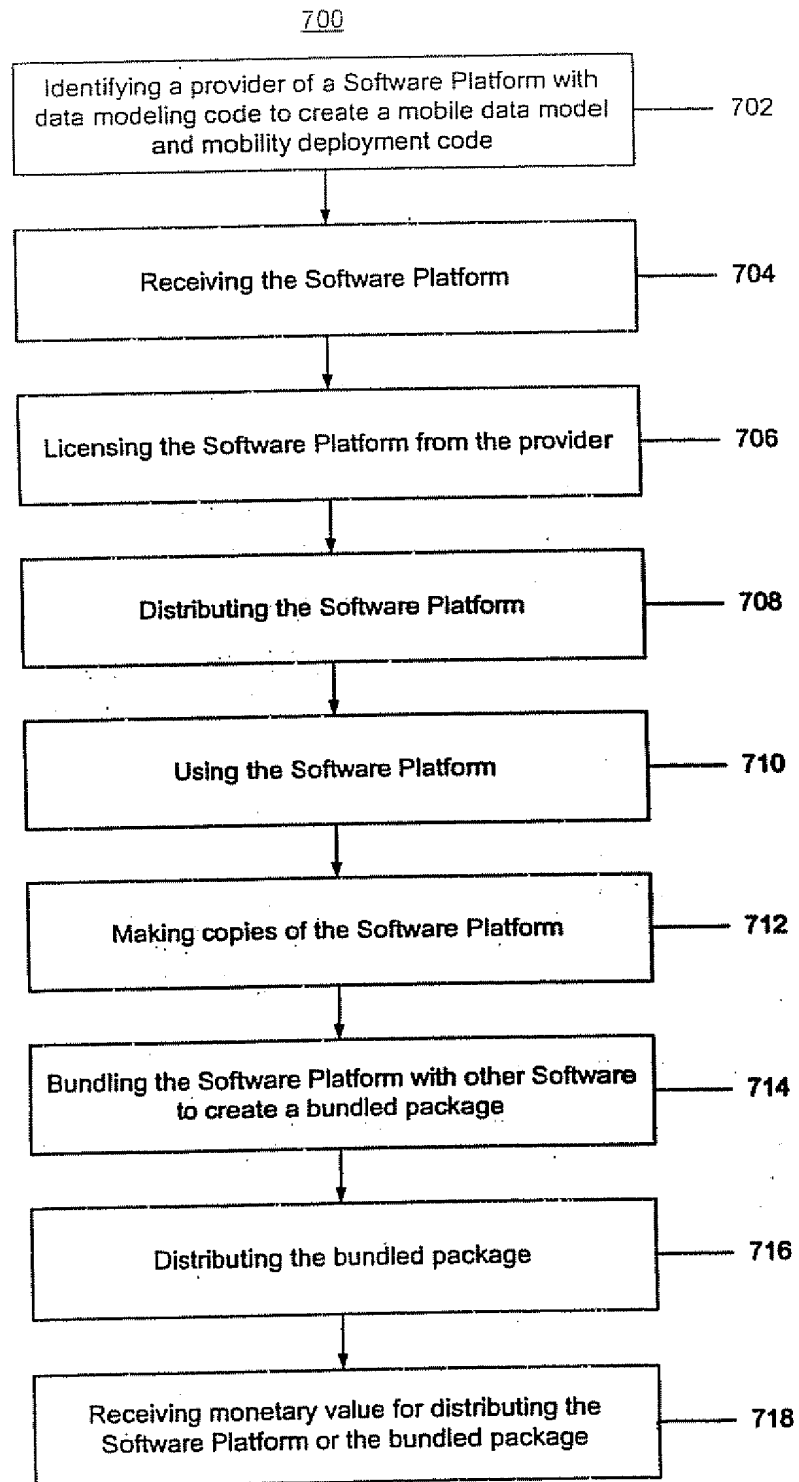 700
Identifying a provider of a Software Platform with
data modeling code to create a mobile data model
and mobility deployment code
702
Receiving the Software Platform
704
Licensing the Software Platform from the provider
706
Distributing the Software Platform
708
Using the Software Platform
710
Making copies of the Software Platform
712
Bundling the Software Platform with other Software
to create a bundled package
714
Distributing the bundled package
716
Receiving monetary value for distributing the
Software Platform or the bundled package
718